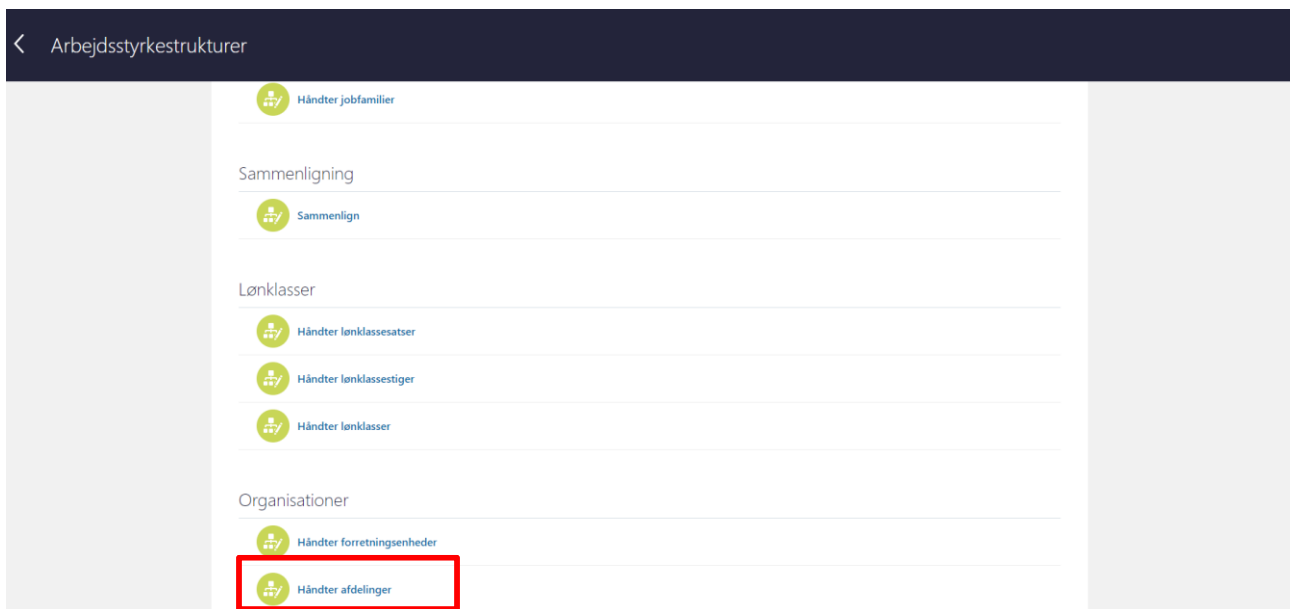 Arbejdsstyrkestrukturer
Håndter jobfamilier
Sammenligning
Sammenlign
Lønklasser
Håndter lønklassesatser
Håndter lønklassestiger
Håndter lønklasser
Organisationer
Håndter forretningsenheder
Håndter afdelinger